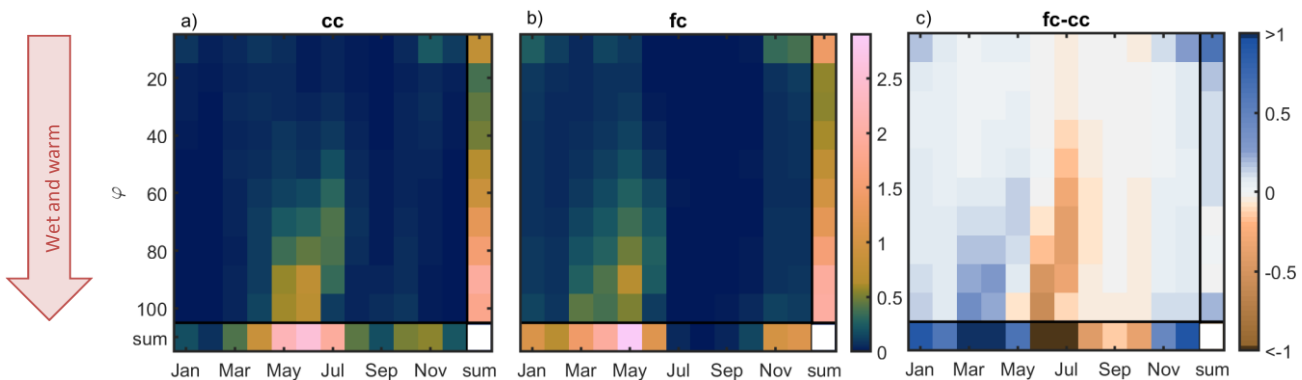 a) cc
b) fc
c) fc-cc
Wet and warm
φ
20
40
60
80
100
sum
Jan Mar May Jul Sep Nov sum
Jan Mar May Jul Sep Nov sum
2.5
2
1.5
1
0.5
0
Jan Mar May Jul Sep Nov sum
>1
0.5
0
-0.5
<-1